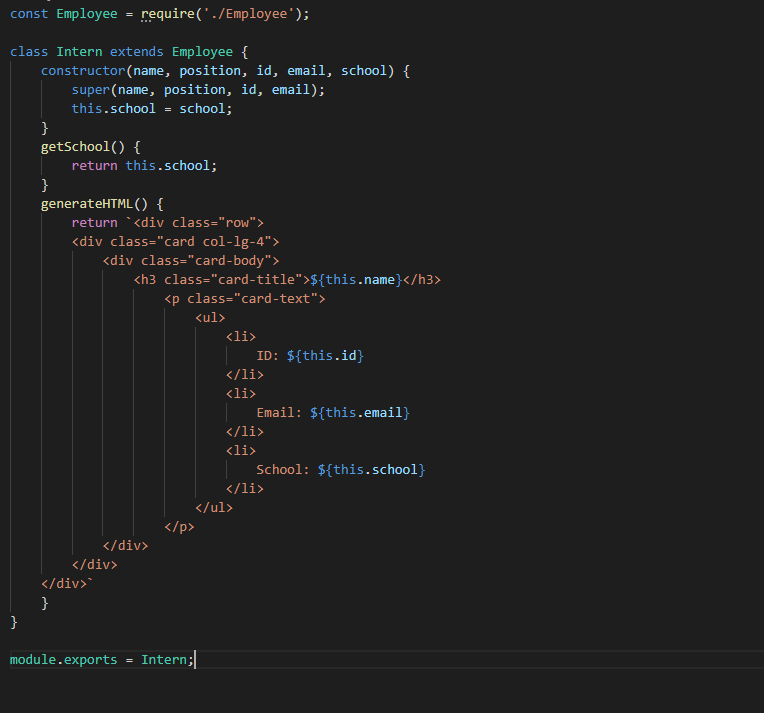 const Employee = require('./Employee');

class Intern extends Employee {
    constructor(name, position, id, email, school) {
        super(name, position, id, email);
        this.school = school;
    }
    getSchool() {
        return this.school;
    }
    generateHTML() {
        return `<div class="row">
        <div class="card col-lg-4">
            <div class="card-body">
                <h3 class="card-title">${this.name}</h3>
                    <p class="card-text">
                        <ul>
                            <li>
                                ID: ${this.id}
                            </li>
                            <li>
                                Email: ${this.email}
                            </li>
                            <li>
                                School: ${this.school}
                            </li>
                        </ul>
                    </p>
            </div>
        </div>
    </div>`
    }
}

module.exports = Intern;